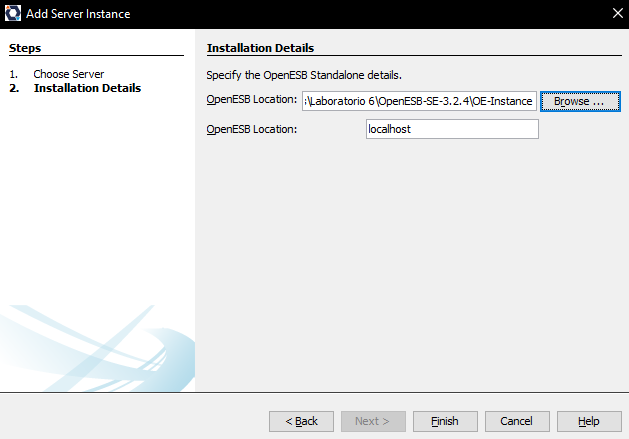 Add Server Instance
Steps
1. Choose Server
2. Installation Details
Installation Details
Specify the OpenESB Standalone details.
OpenESB Location: :\Laboratorio 6\OpenESB-SE-3.2.4\OE-Instance Browse ...
OpenESB Location: localhost
< Back Next > Finish Cancel Help